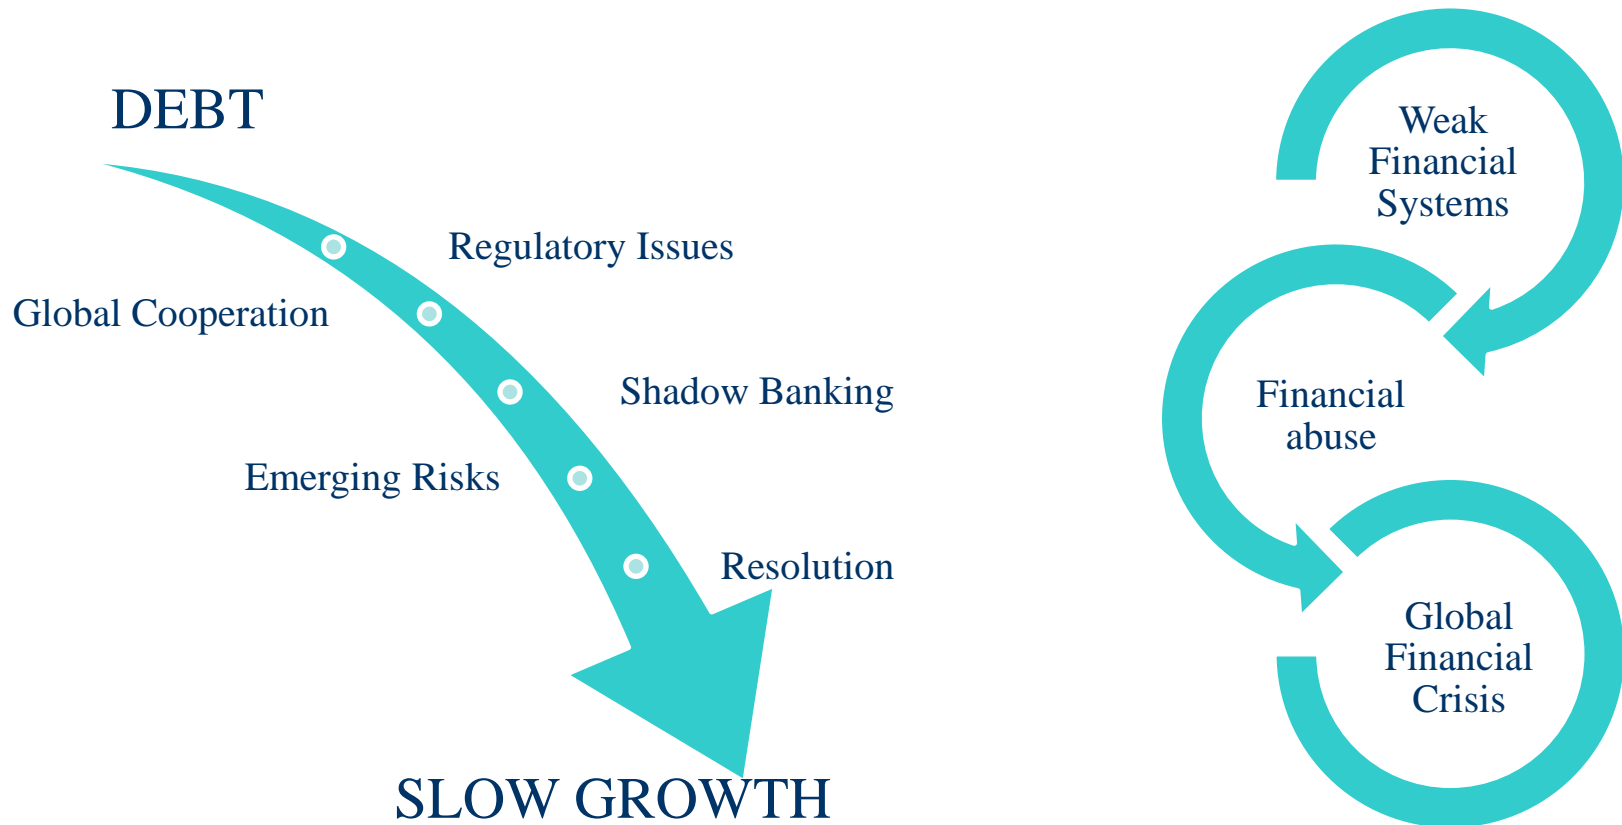 DEBT
Regulatory Issues
Global Cooperation
Shadow Banking
Emerging Risks
Resolution
SLOW GROWTH
Weak
Financial
Systems
Financial
abuse
Global
Financial
Crisis